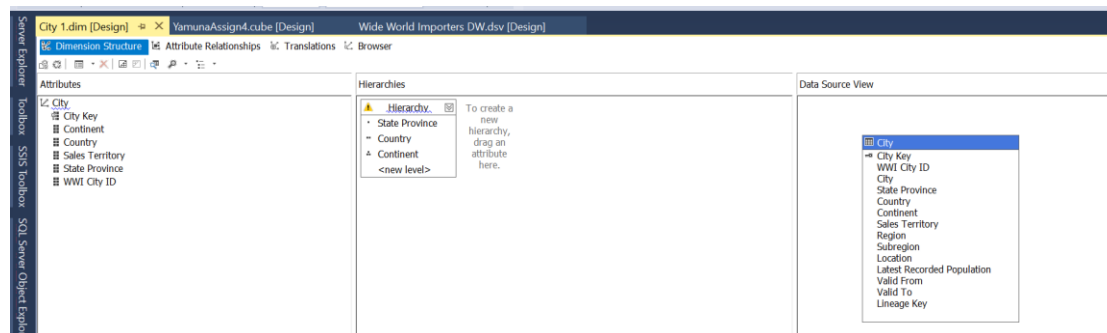 City 1.dim [Design] YamunaAssign4.cube [Design] Wide World Importers DW.dsv [Design]
Dimension Structure Attribute Relationships Translations Browser
Attributes
City
City Key
Continent
Country
Sales Territory
State Province
WWI City ID
Hierarchies
Hierarchy
State Province
Country
Continent
<new level>
To create a
new
hierarchy,
drag an
attribute
here.
Data Source View
City
City Key
WWI City ID
City
State Province
Country
Continent
Sales Territory
Region
Subregion
Location
Latest Recorded Population
Valid From
Valid To
Lineage Key
Server Explorer
Toolbox
SSIS Toolbox
SQL Server Object Explo